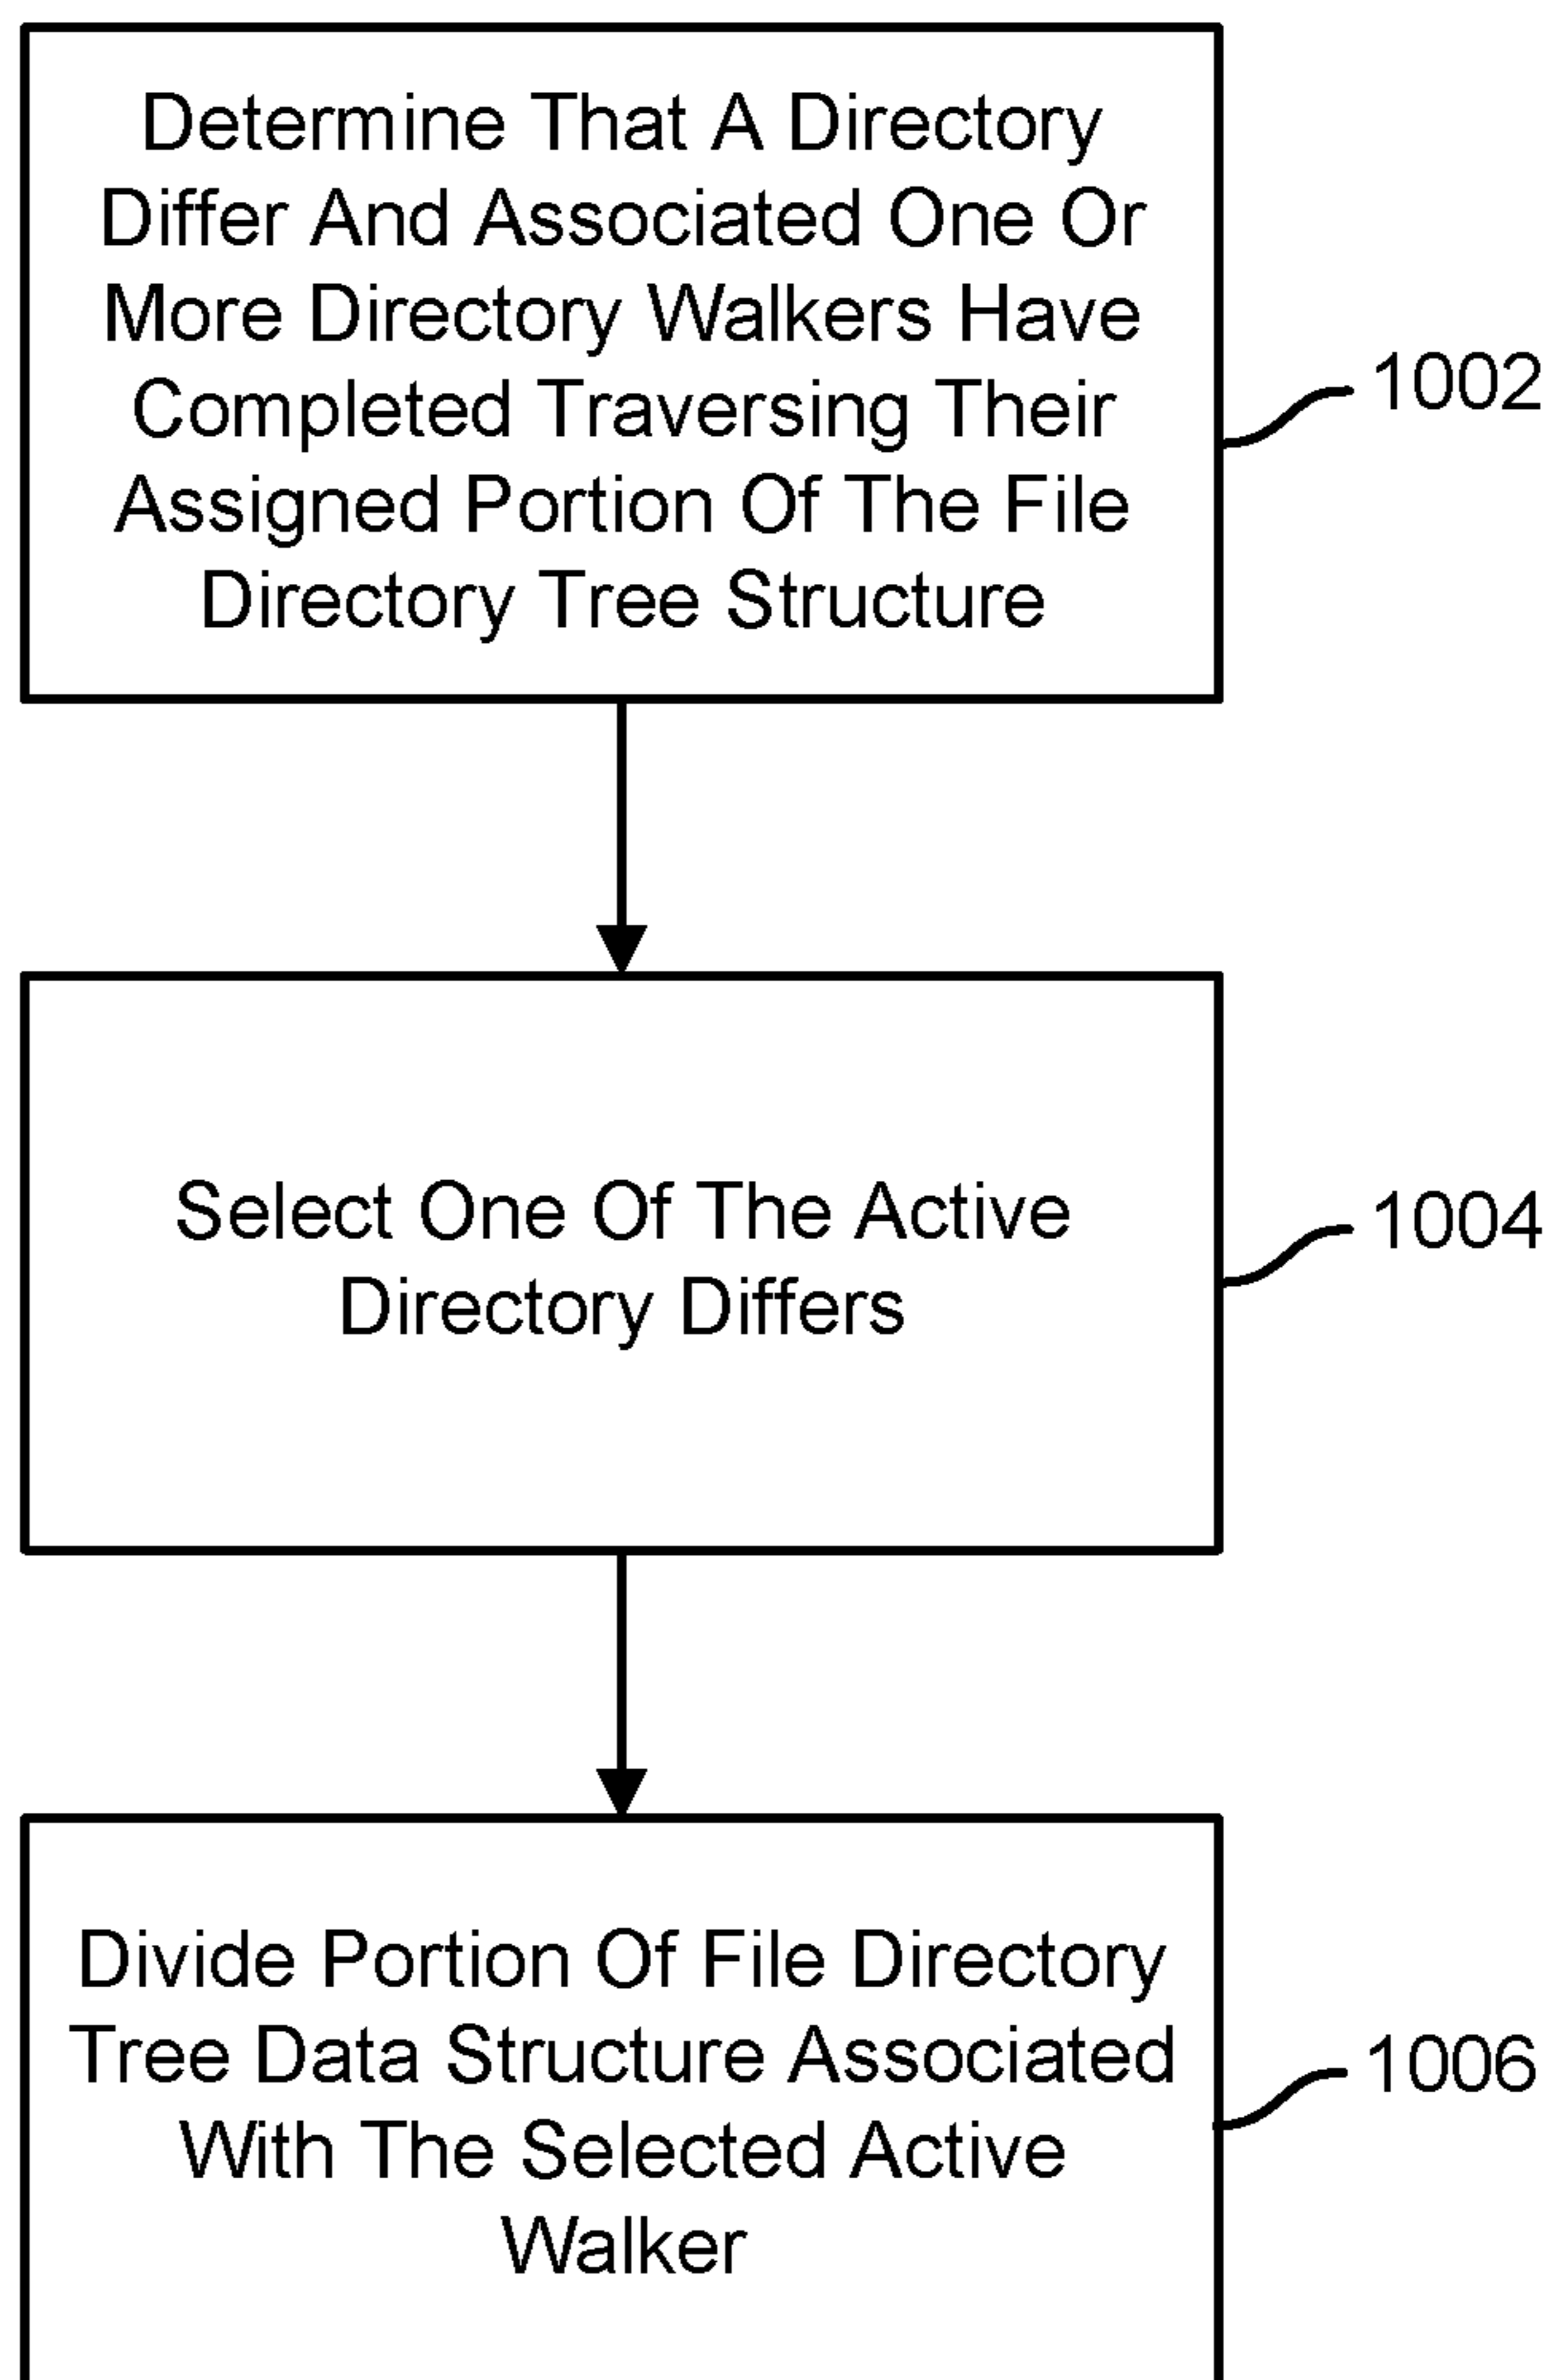 Determine That A Directory
Differ And Associated One Or
More Directory Walkers Have
Completed Traversing Their
Assigned Portion Of The File
Directory Tree Structure
1002
Select One Of The Active
Directory Differs
1004
Divide Portion Of File Directory
Tree Data Structure Associated
With The Selected Active
Walker
1006